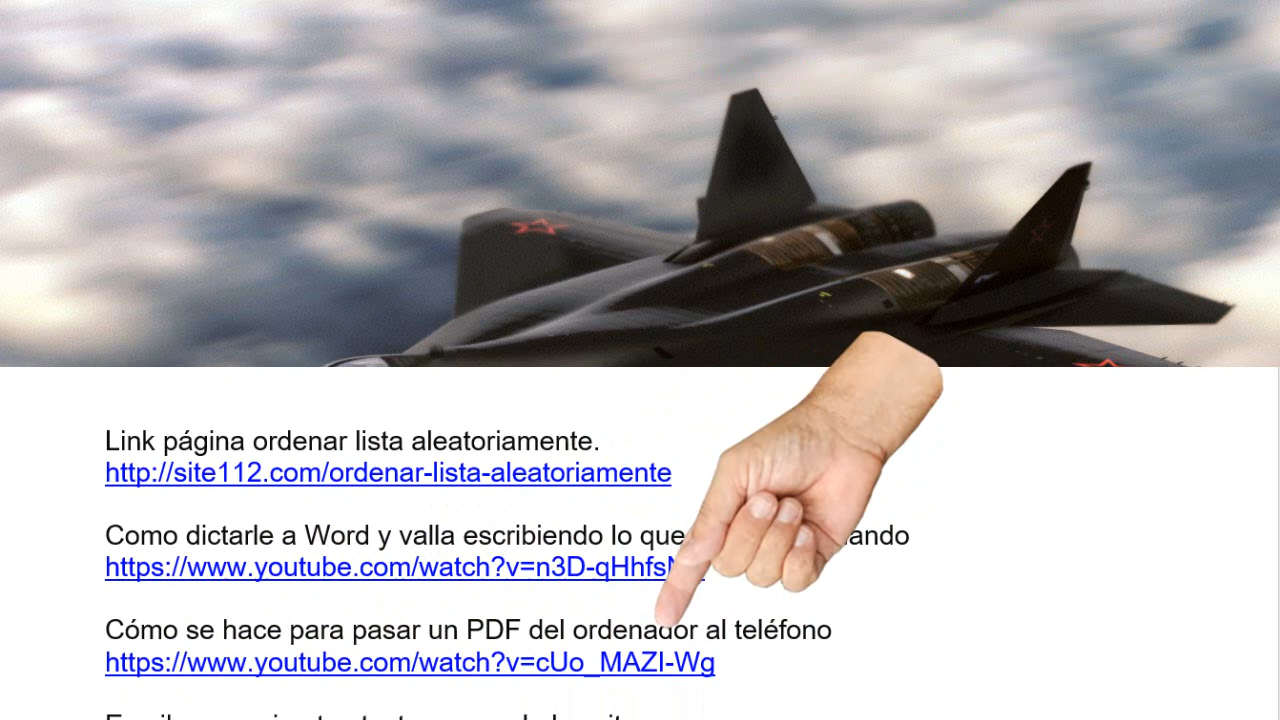 Link página ordenar lista aleatoriamente.
http://site112.com/ordenar-lista-aleatoriamente
Como dictarle a Word y valla escribiendo lo que
https://www.youtube.com/watch?v=n3D-qHhfs
Cómo se hace para pasar un PDF del ordenador al teléfono
https://www.youtube.com/watch?v=cUo_MAZI-Wg